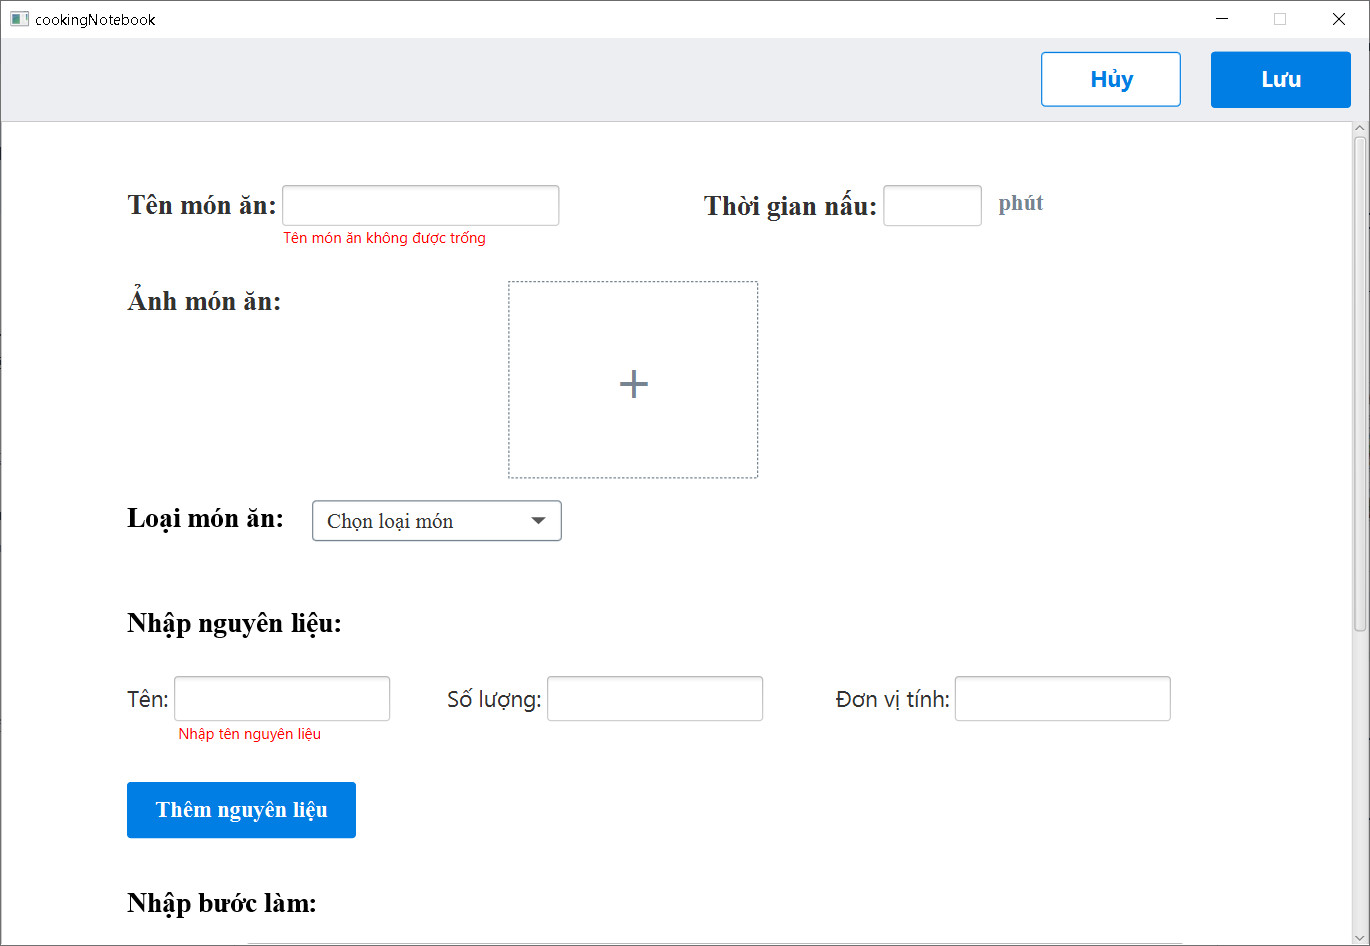 cookingNotebook
Hủy
Lưu
Tên món ăn:
Thời gian nấu:
phút
Tên món ăn không được trống
Ảnh món ăn:
Loại món ăn:
Chọn loại món
Nhập nguyên liệu:
Tên:
Số lượng:
Đơn vị tính:
Nhập tên nguyên liệu
Thêm nguyên liệu
Nhập bước làm: